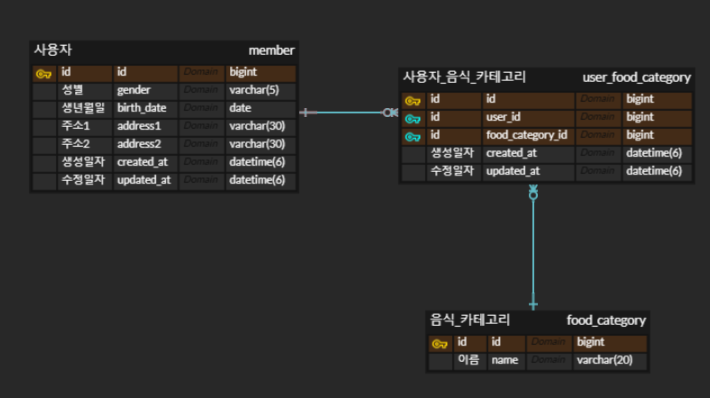 사용자 member
id id Domain bigint
성별 gender Domain varchar(5)
생년월일 birth_date Domain date
주소1 address1 Domain varchar(30)
주소2 address2 Domain varchar(30)
생성일자 created_at Domain datetime(6)
수정일자 updated_at Domain datetime(6)
사용자_음식_카테고리 user_food_category
id id Domain bigint
id user_id Domain bigint
id food_category_id Domain bigint
생성일자 created_at Domain datetime(6)
수정일자 updated_at Domain datetime(6)
음식_카테고리 food_category
id id Domain bigint
이름 name Domain varchar(20)